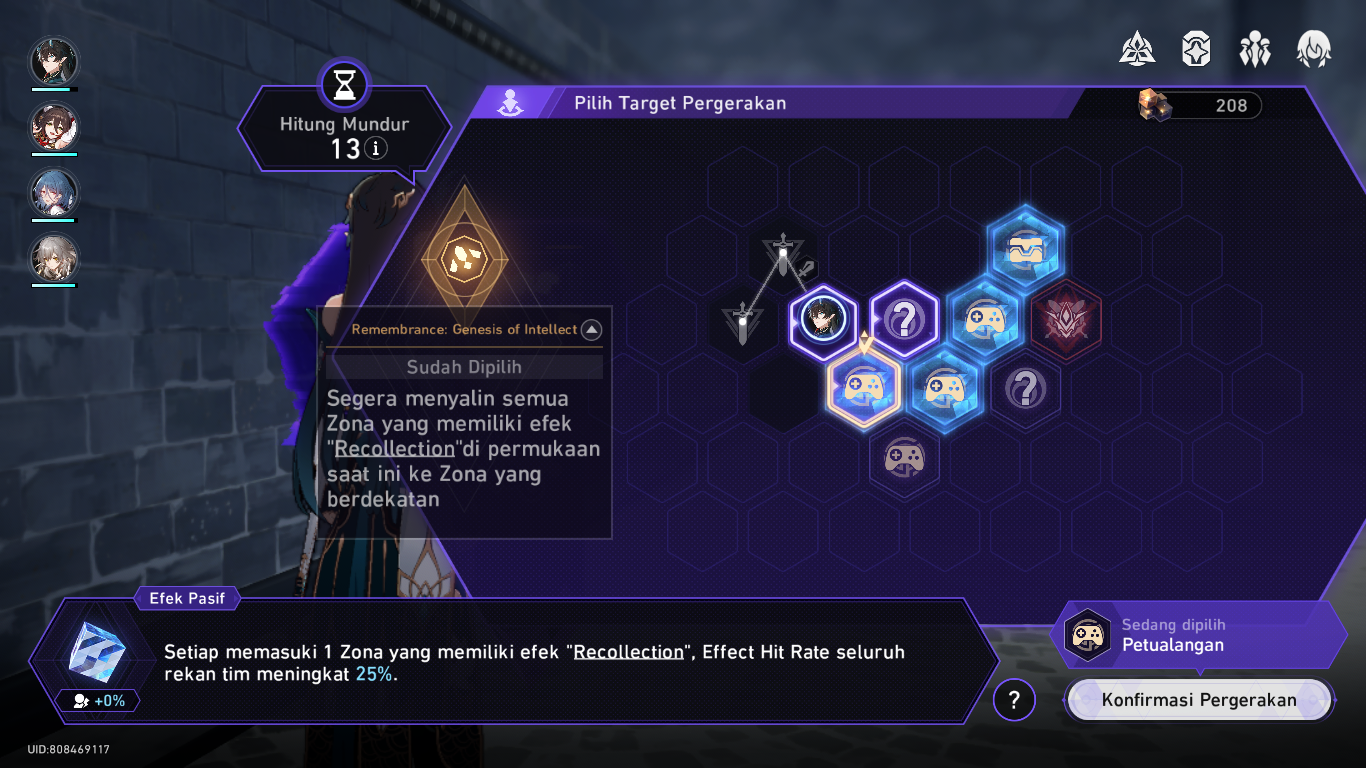 Hitung Mundur
13
Pilih Target Pergerakan
208
Remembrance: Genesis of Intellect
Sudah Dipilih
Segera menyalin semua
Zona yang memiliki efek
"Recollection"di permukaan
saat ini ke Zona yang
berdekatan
Efek Pasif
Setiap memasuki 1 Zona yang memiliki efek "Recollection", Effect Hit Rate seluruh
rekan tim meningkat 25%.
+0%
Sedang dipilih
Petualangan
?
Konfirmasi Pergerakan
UID:808469117